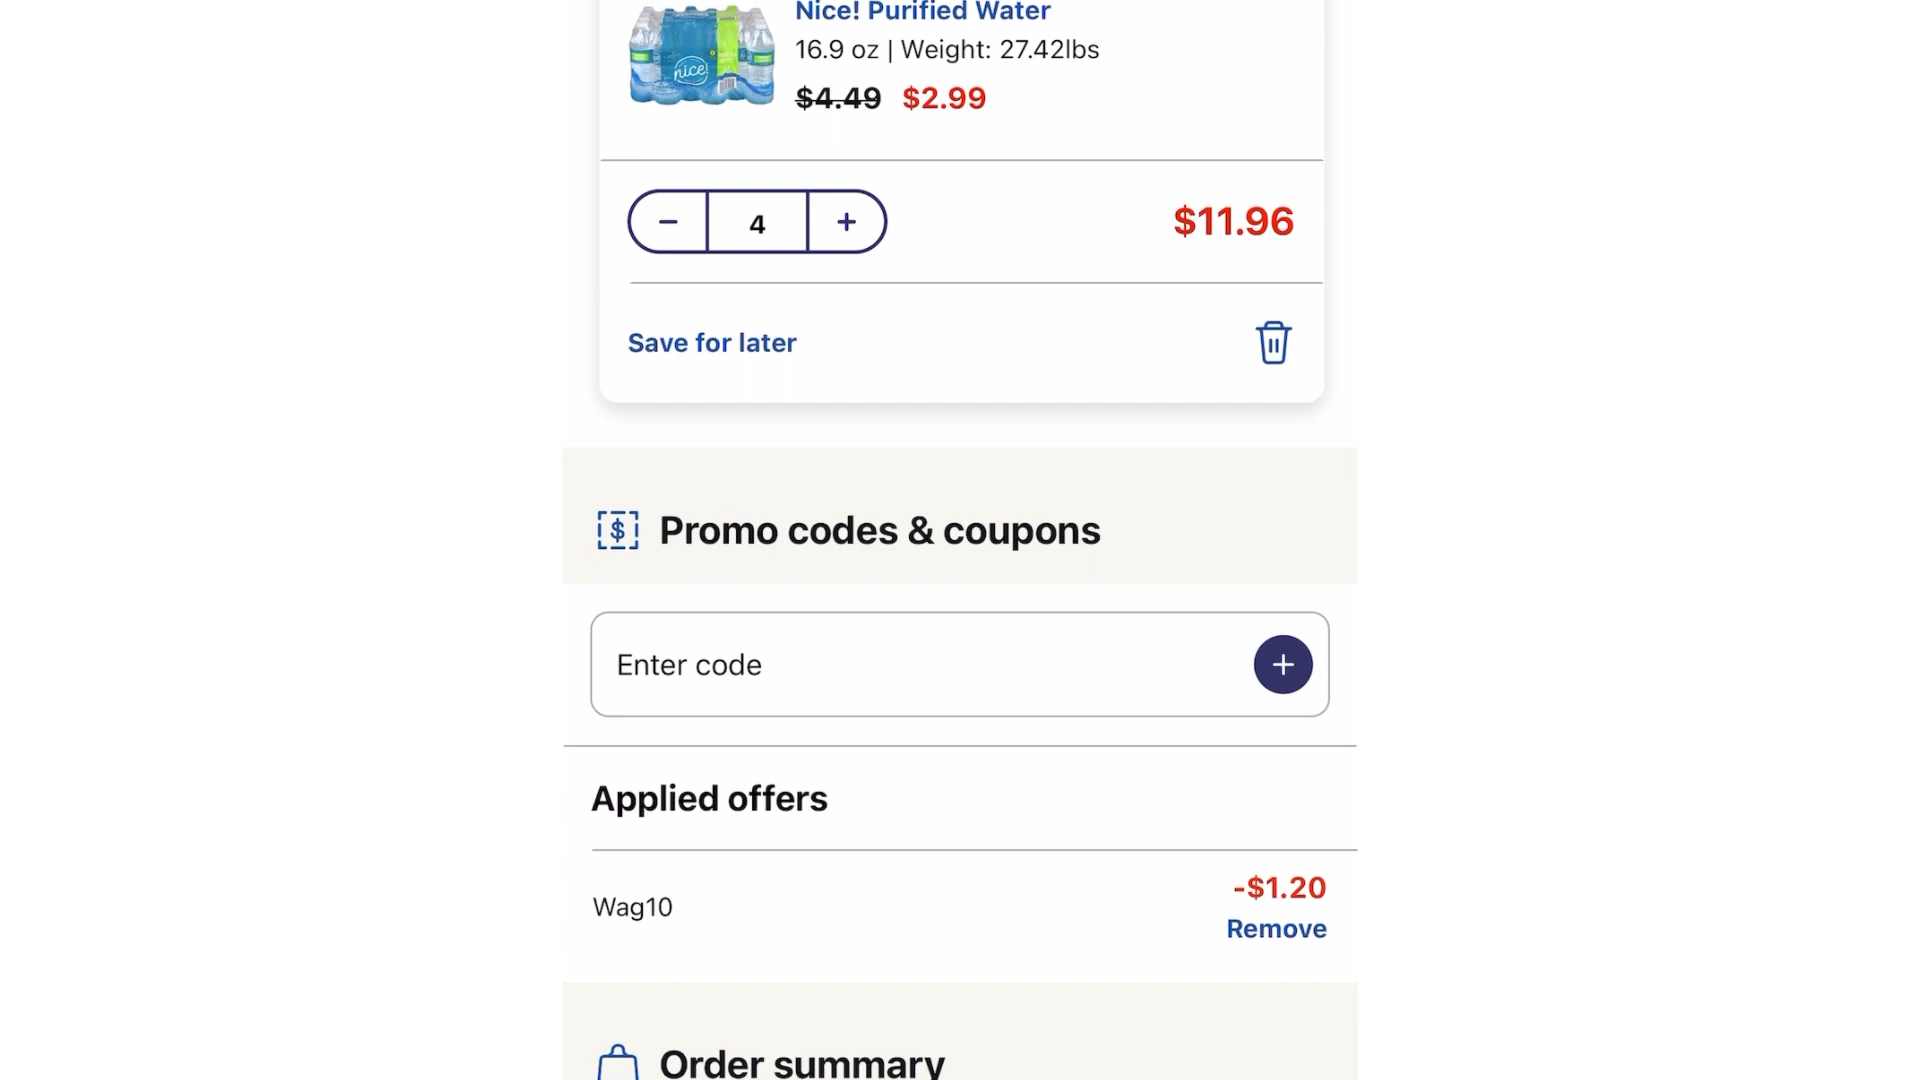 Nice! Purified Water
16.9 oz | Weight: 27.42lbs
$4.49 $2.99
nice!
− 4 + $11.96
Save for later
$ Promo codes & coupons
Enter code +
Applied offers
Wag10
-$1.20
Remove
Order summary